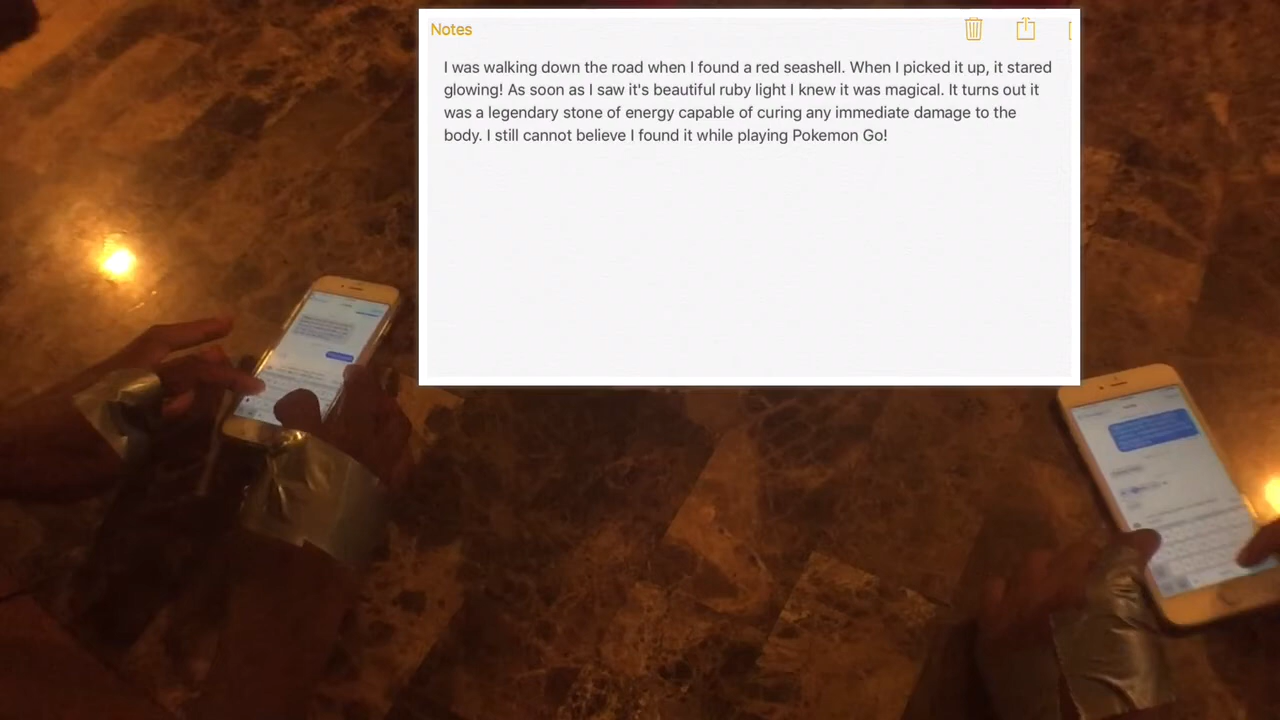 Notes
I was walking down the road when I found a red seashell. When I picked it up, it stared
glowing! As soon as I saw it's beautiful ruby light I knew it was magical. It turns out it
was a legendary stone of energy capable of curing any immediate damage to the
body. I still cannot believe I found it while playing Pokemon Go!